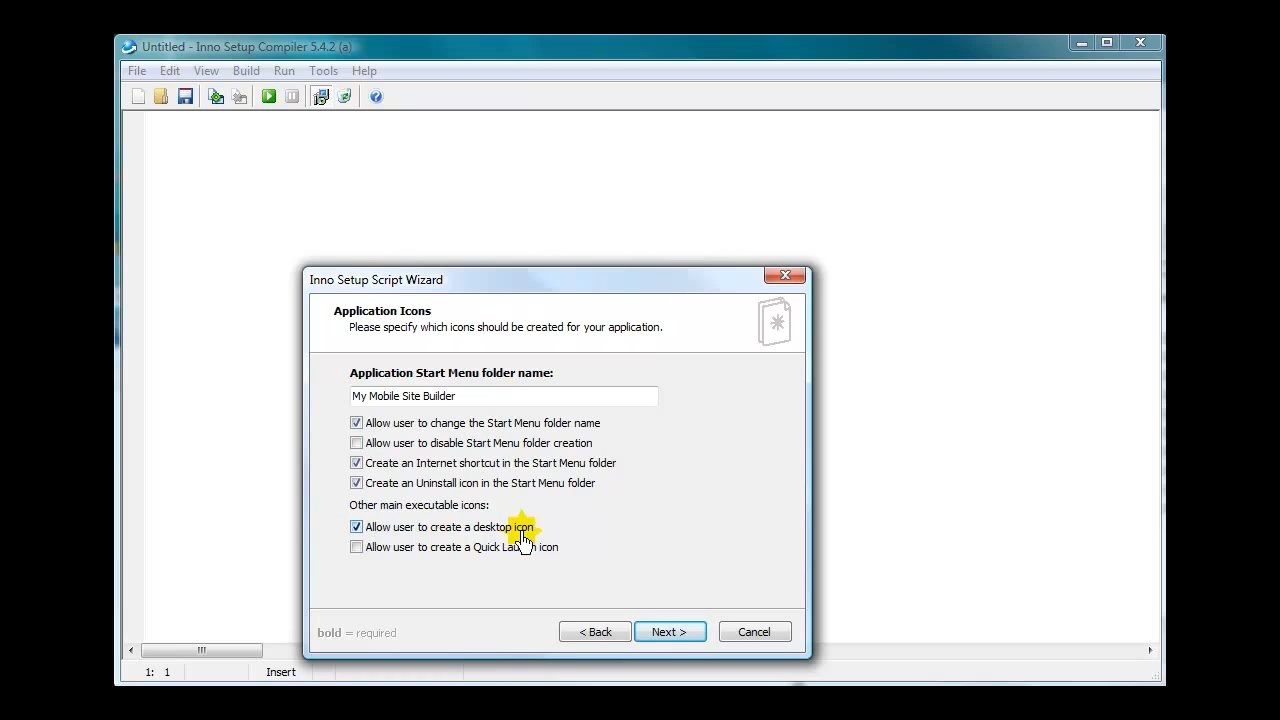 Untitled - Inno Setup Compiler 5.4.2 (a)
File Edit View Build Run Tools Help
Inno Setup Script Wizard
Application Icons
Please specify which icons should be created for your application.
Application Start Menu folder name:
My Mobile Site Builder
Allow user to change the Start Menu folder name
Allow user to disable Start Menu folder creation
Create an Internet shortcut in the Start Menu folder
Create an Uninstall icon in the Start Menu folder
Other main executable icons:
Allow user to create a desktop icon
Allow user to create a Quick Launch icon
bold = required
< Back Next > Cancel
1: 1 Insert